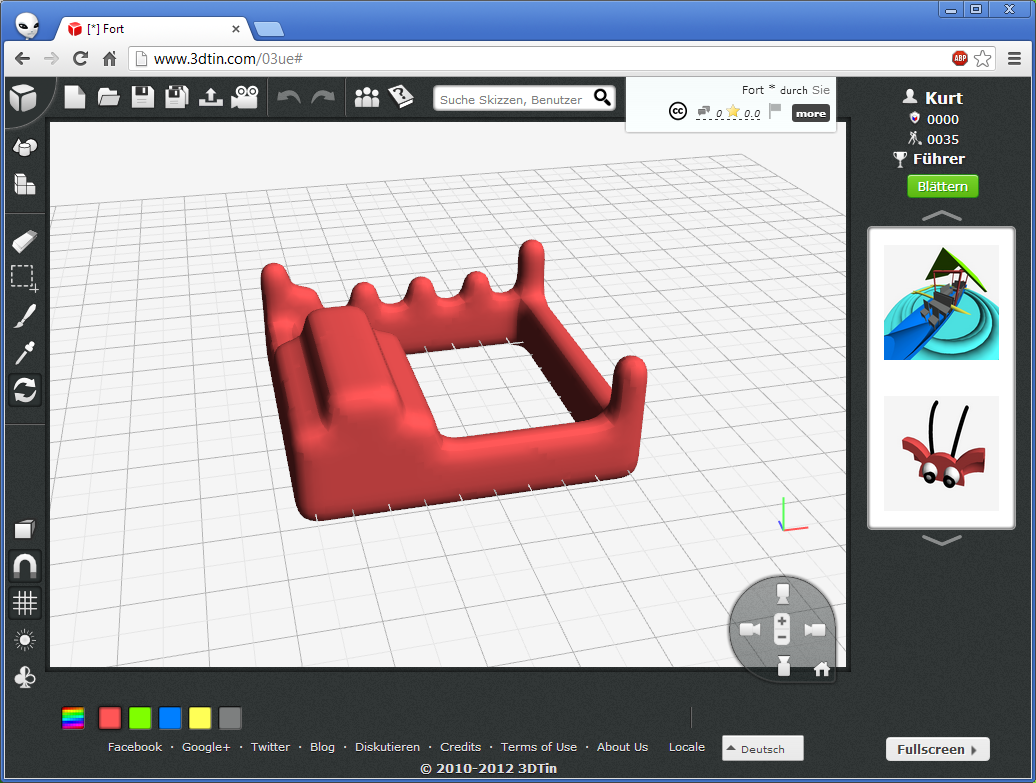 [*] Fort
www.3dtin.com/03ue#
ABP
Suche Skizzen, Benutzer
Fort * durch Sie
cc 0 0.0 more
Kurt
0000
0035
Führer
Blättern
Facebook · Google+ · Twitter · Blog · Diskutieren · Credits · Terms of Use · About Us Locale Deutsch
Fullscreen
© 2010-2012 3DTin